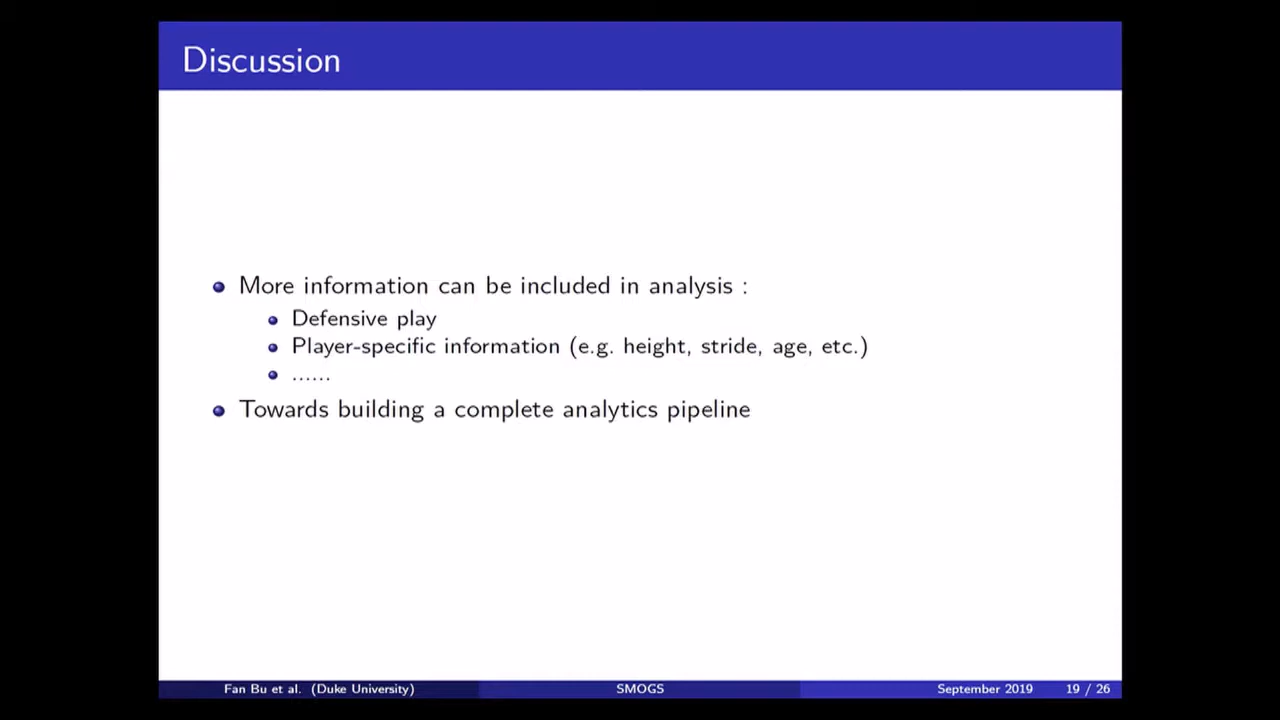 Discussion
More information can be included in analysis :
Defensive play
Player-specific information (e.g. height, stride, age, etc.)
......
Towards building a complete analytics pipeline
Fan Bu et al. (Duke University) SMOGS September 2019 19 / 26